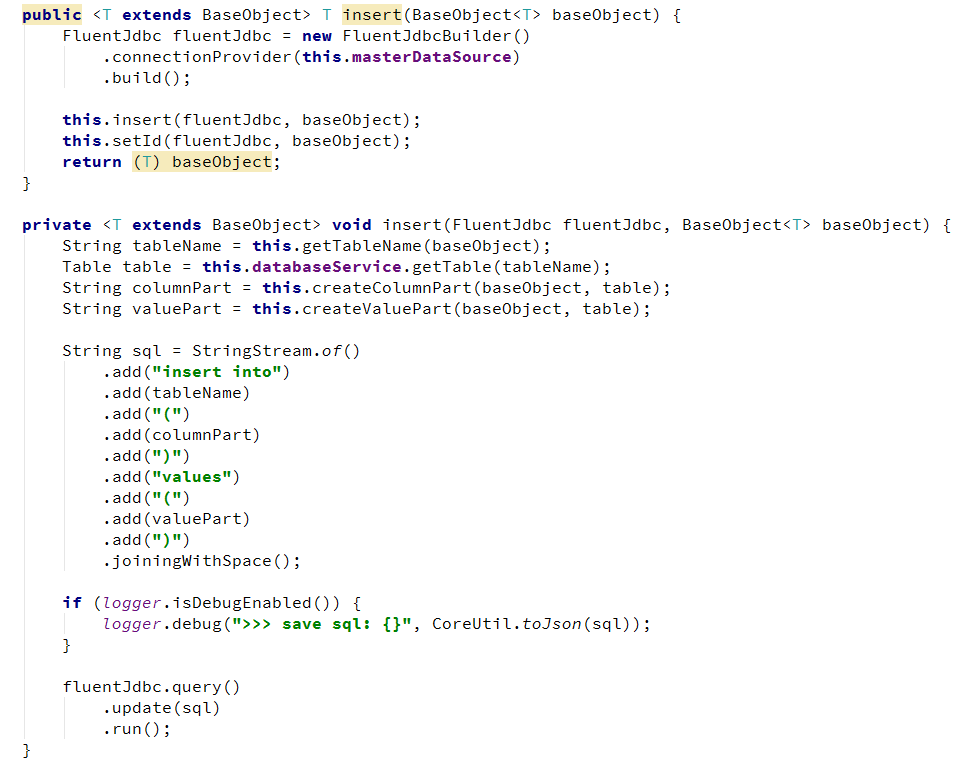 public <T extends BaseObject> T insert(BaseObject<T> baseObject) {
    FluentJdbc fluentJdbc = new FluentJdbcBuilder()
        .connectionProvider(this.masterDataSource)
        .build();

    this.insert(fluentJdbc, baseObject);
    this.setId(fluentJdbc, baseObject);
    return (T) baseObject;
}

private <T extends BaseObject> void insert(FluentJdbc fluentJdbc, BaseObject<T> baseObject) {
    String tableName = this.getTableName(baseObject);
    Table table = this.databaseService.getTable(tableName);
    String columnPart = this.createColumnPart(baseObject, table);
    String valuePart = this.createValuePart(baseObject, table);

    String sql = StringStream.of()
        .add("insert into")
        .add(tableName)
        .add("(")
        .add(columnPart)
        .add(")")
        .add("values")
        .add("(")
        .add(valuePart)
        .add(")")
        .joiningWithSpace();

    if (logger.isDebugEnabled()) {
        logger.debug(">>> save sql: {}", CoreUtil.toJson(sql));
    }

    fluentJdbc.query()
        .update(sql)
        .run();
}